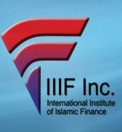 IIIF Inc.
International Institute
of Islamic Finance